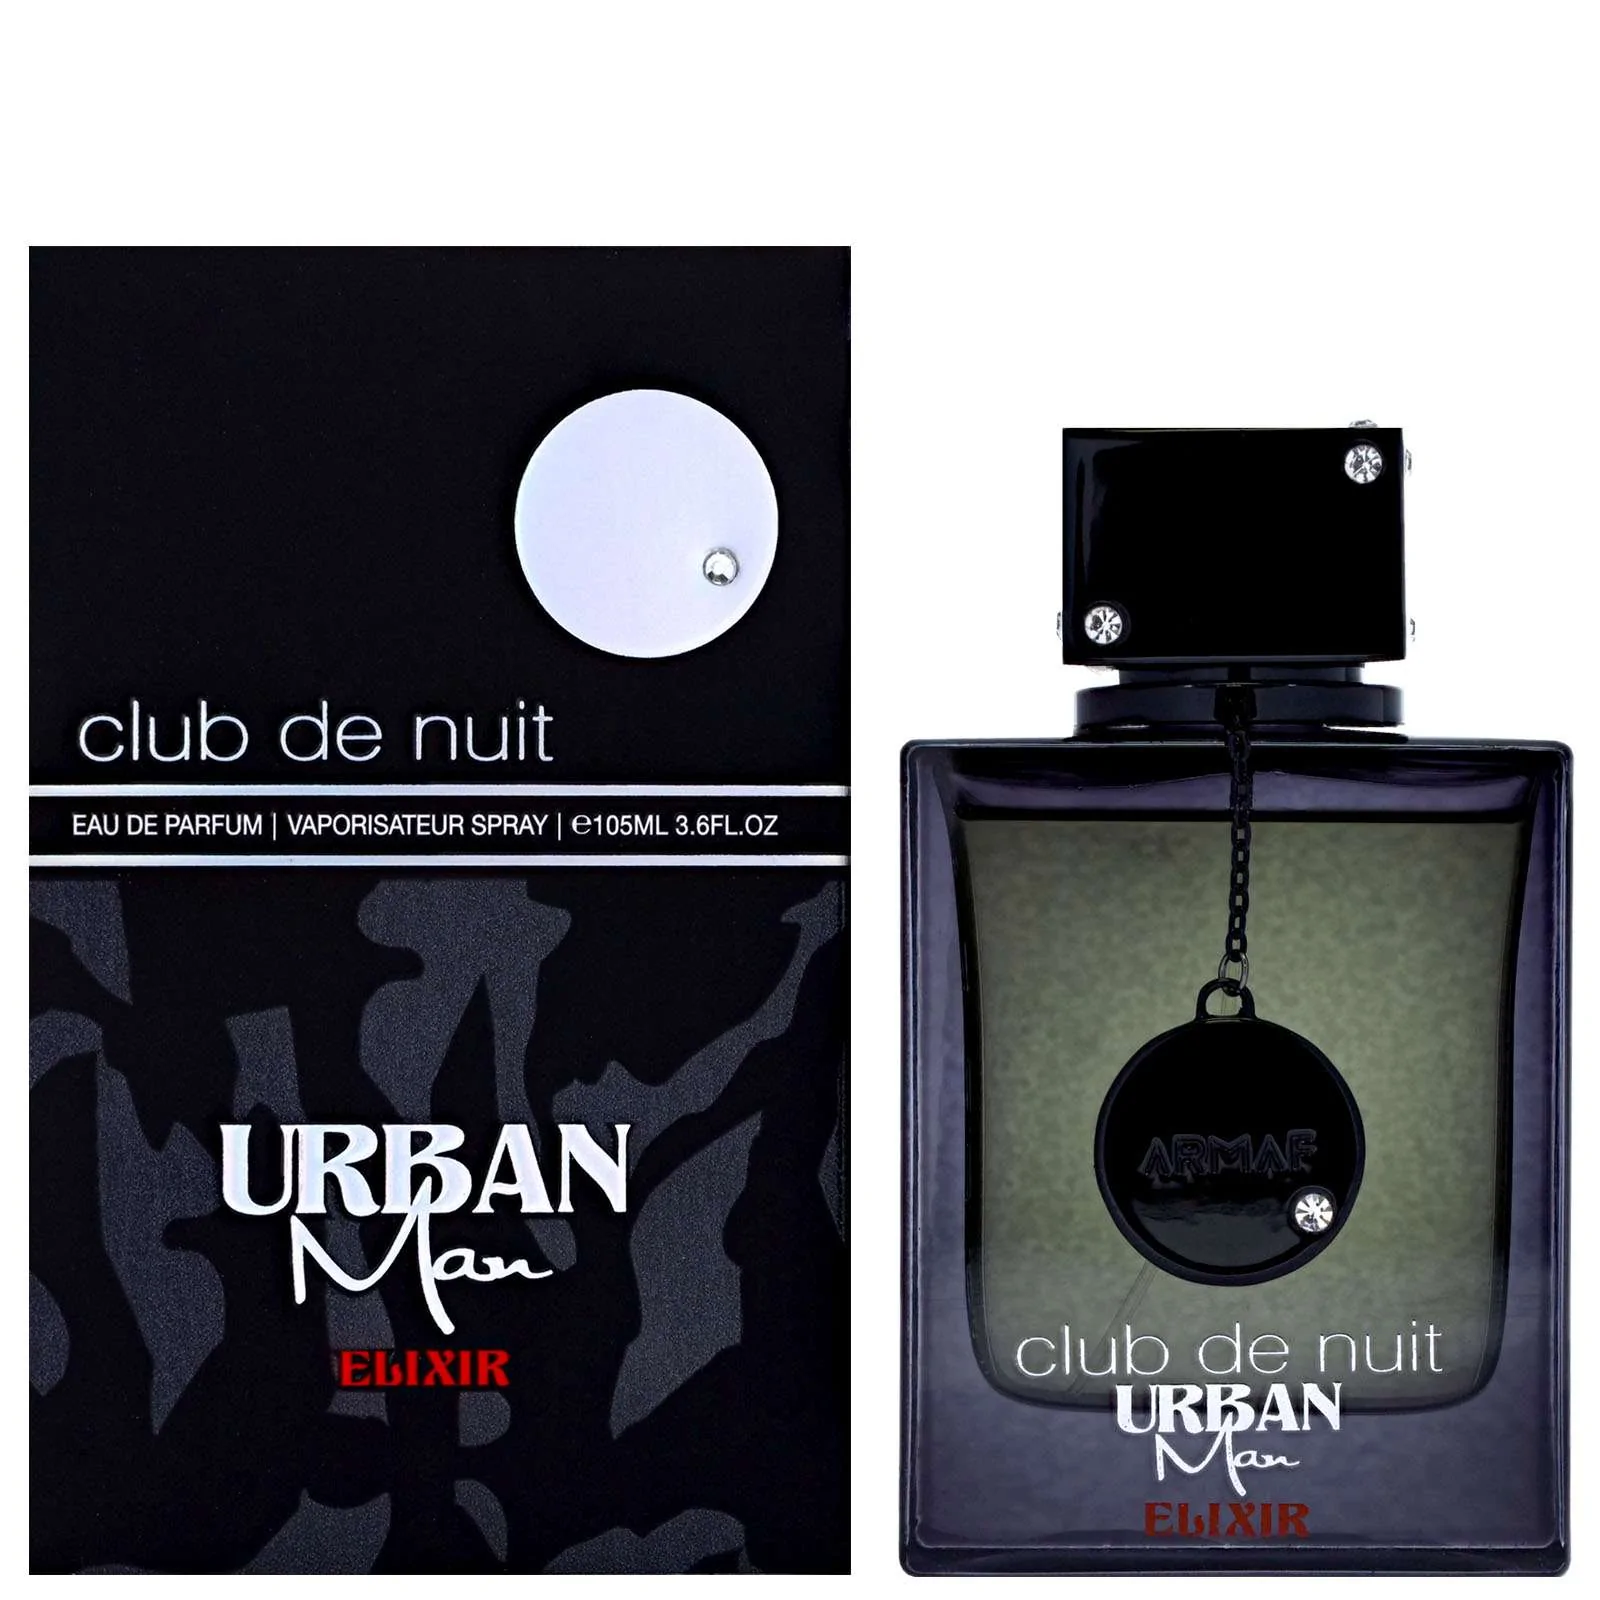 club de nuit
EAU DE PARFUM | VAPORISATEUR SPRAY | ℮105ML 3.6FL.OZ
URBAN
Man
ELIXIR
ARMAF
club de nuit
URBAN
Man
ELIXIR